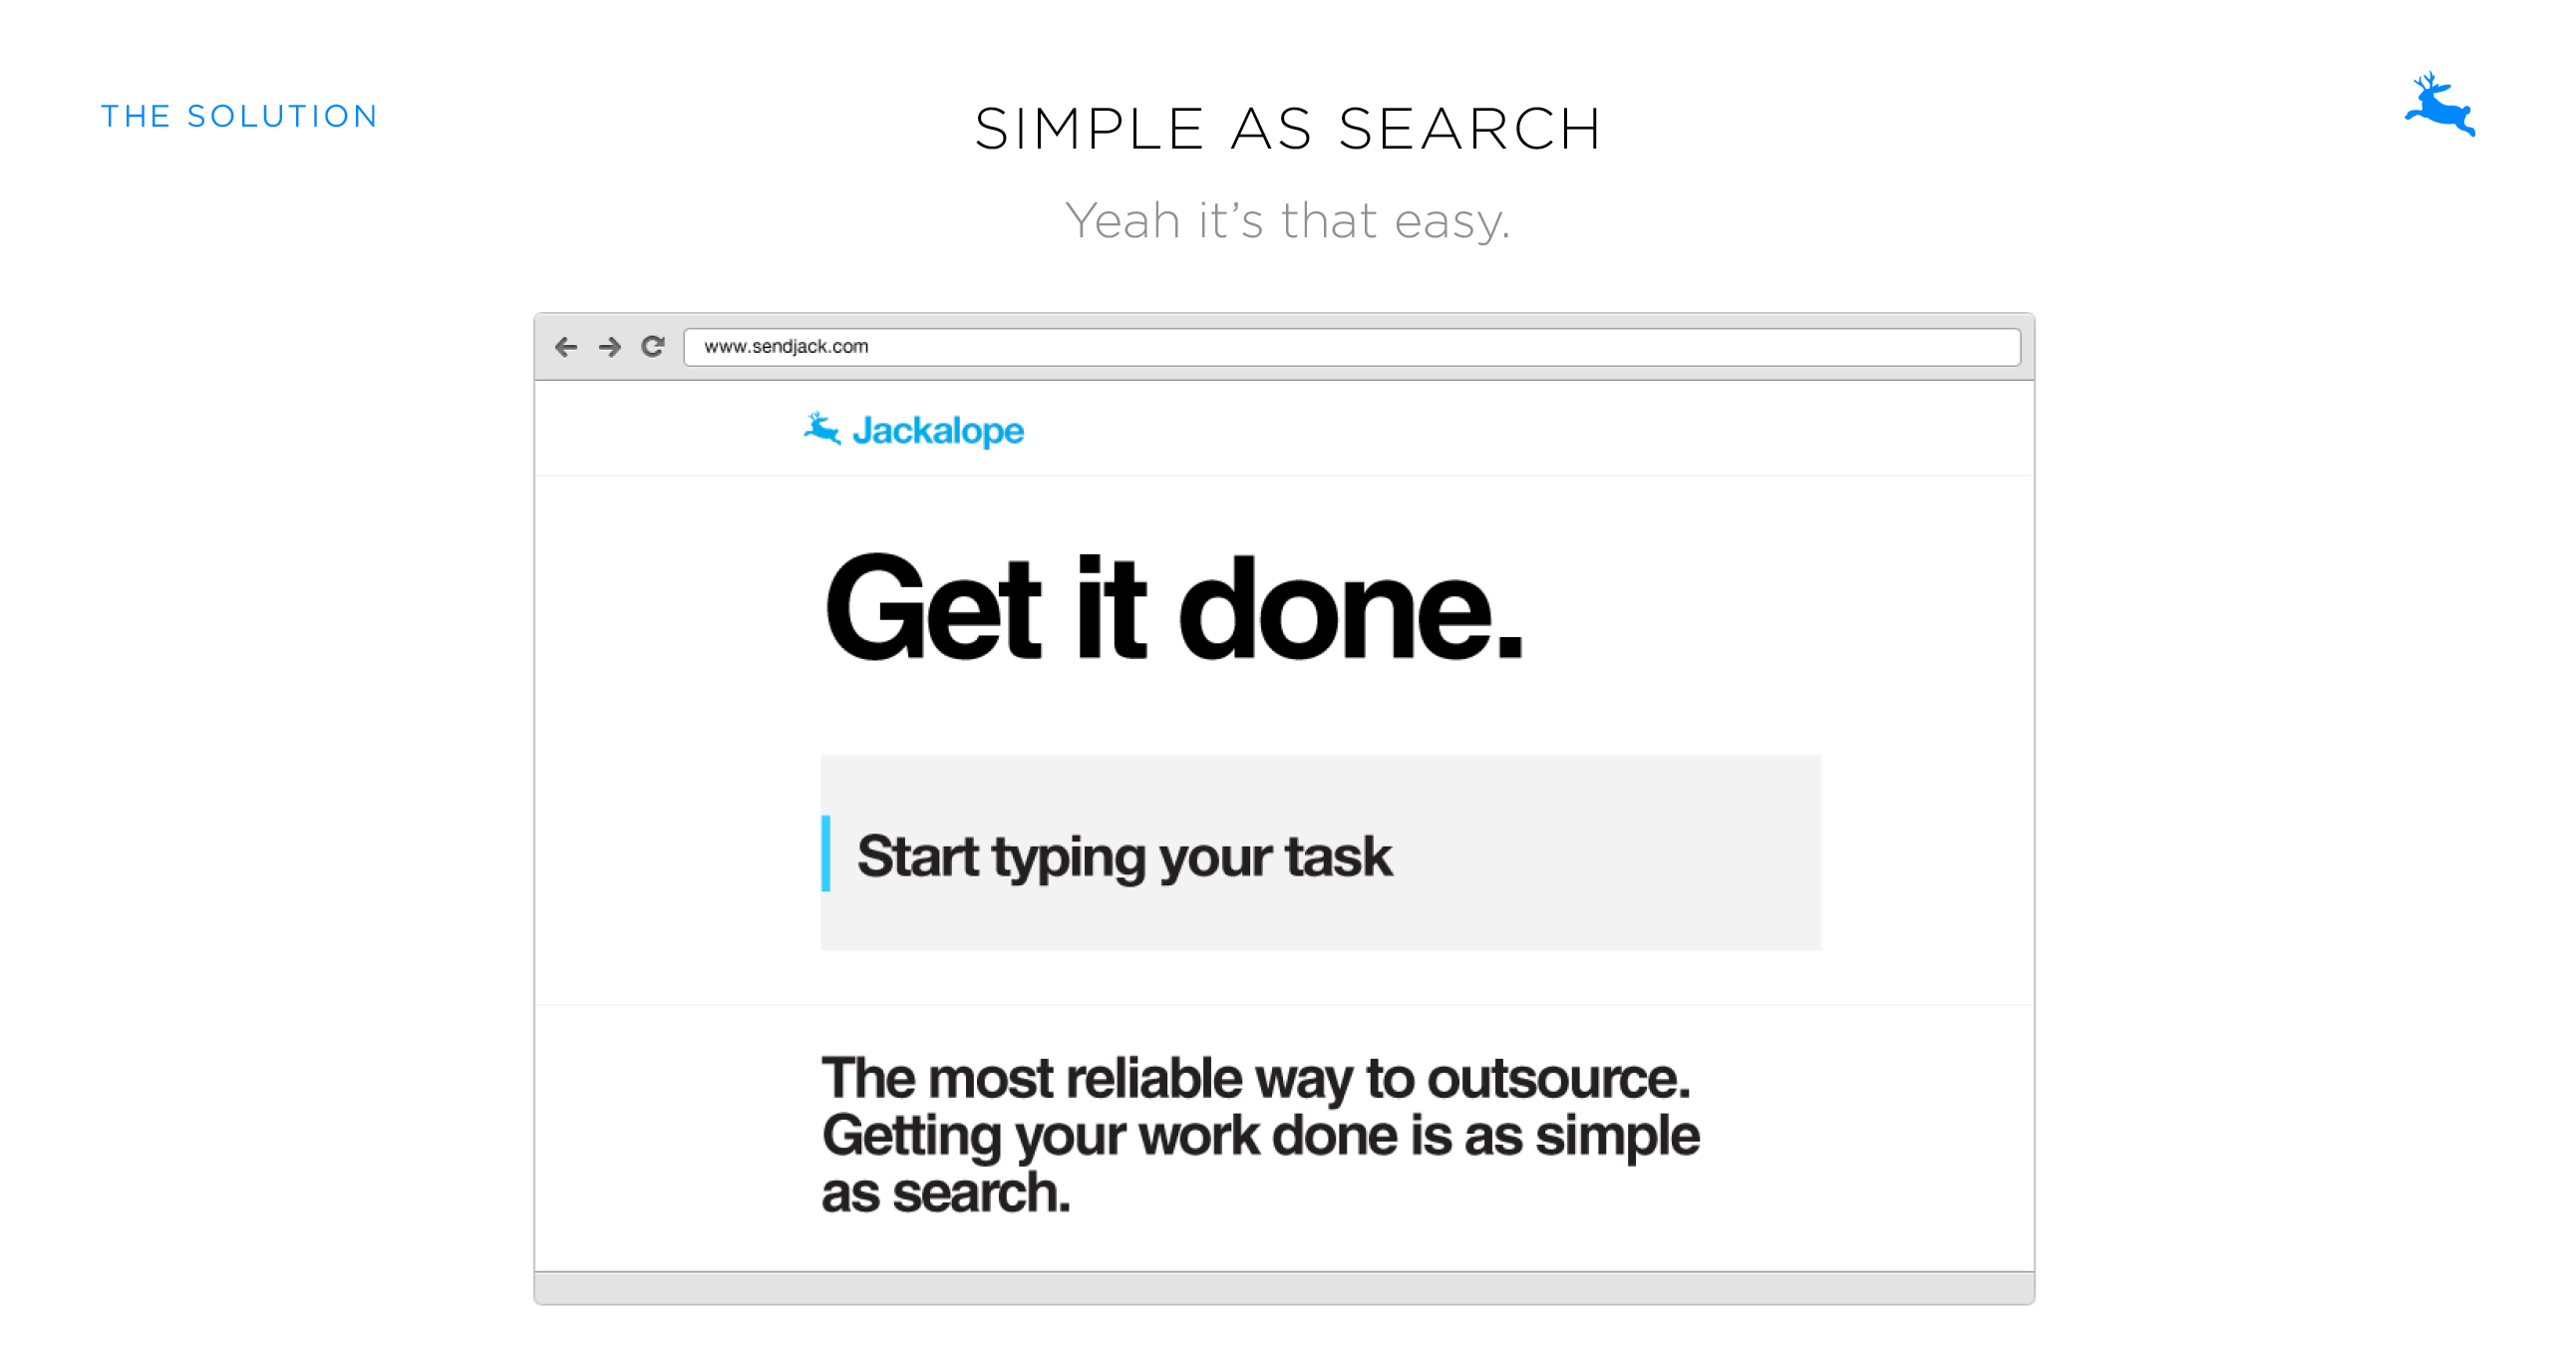 THE SOLUTION
SIMPLE AS SEARCH
Yeah it’s that easy.
www.sendjack.com
Jackalope
Get it done.
Start typing your task
The most reliable way to outsource.
Getting your work done is as simple
as search.